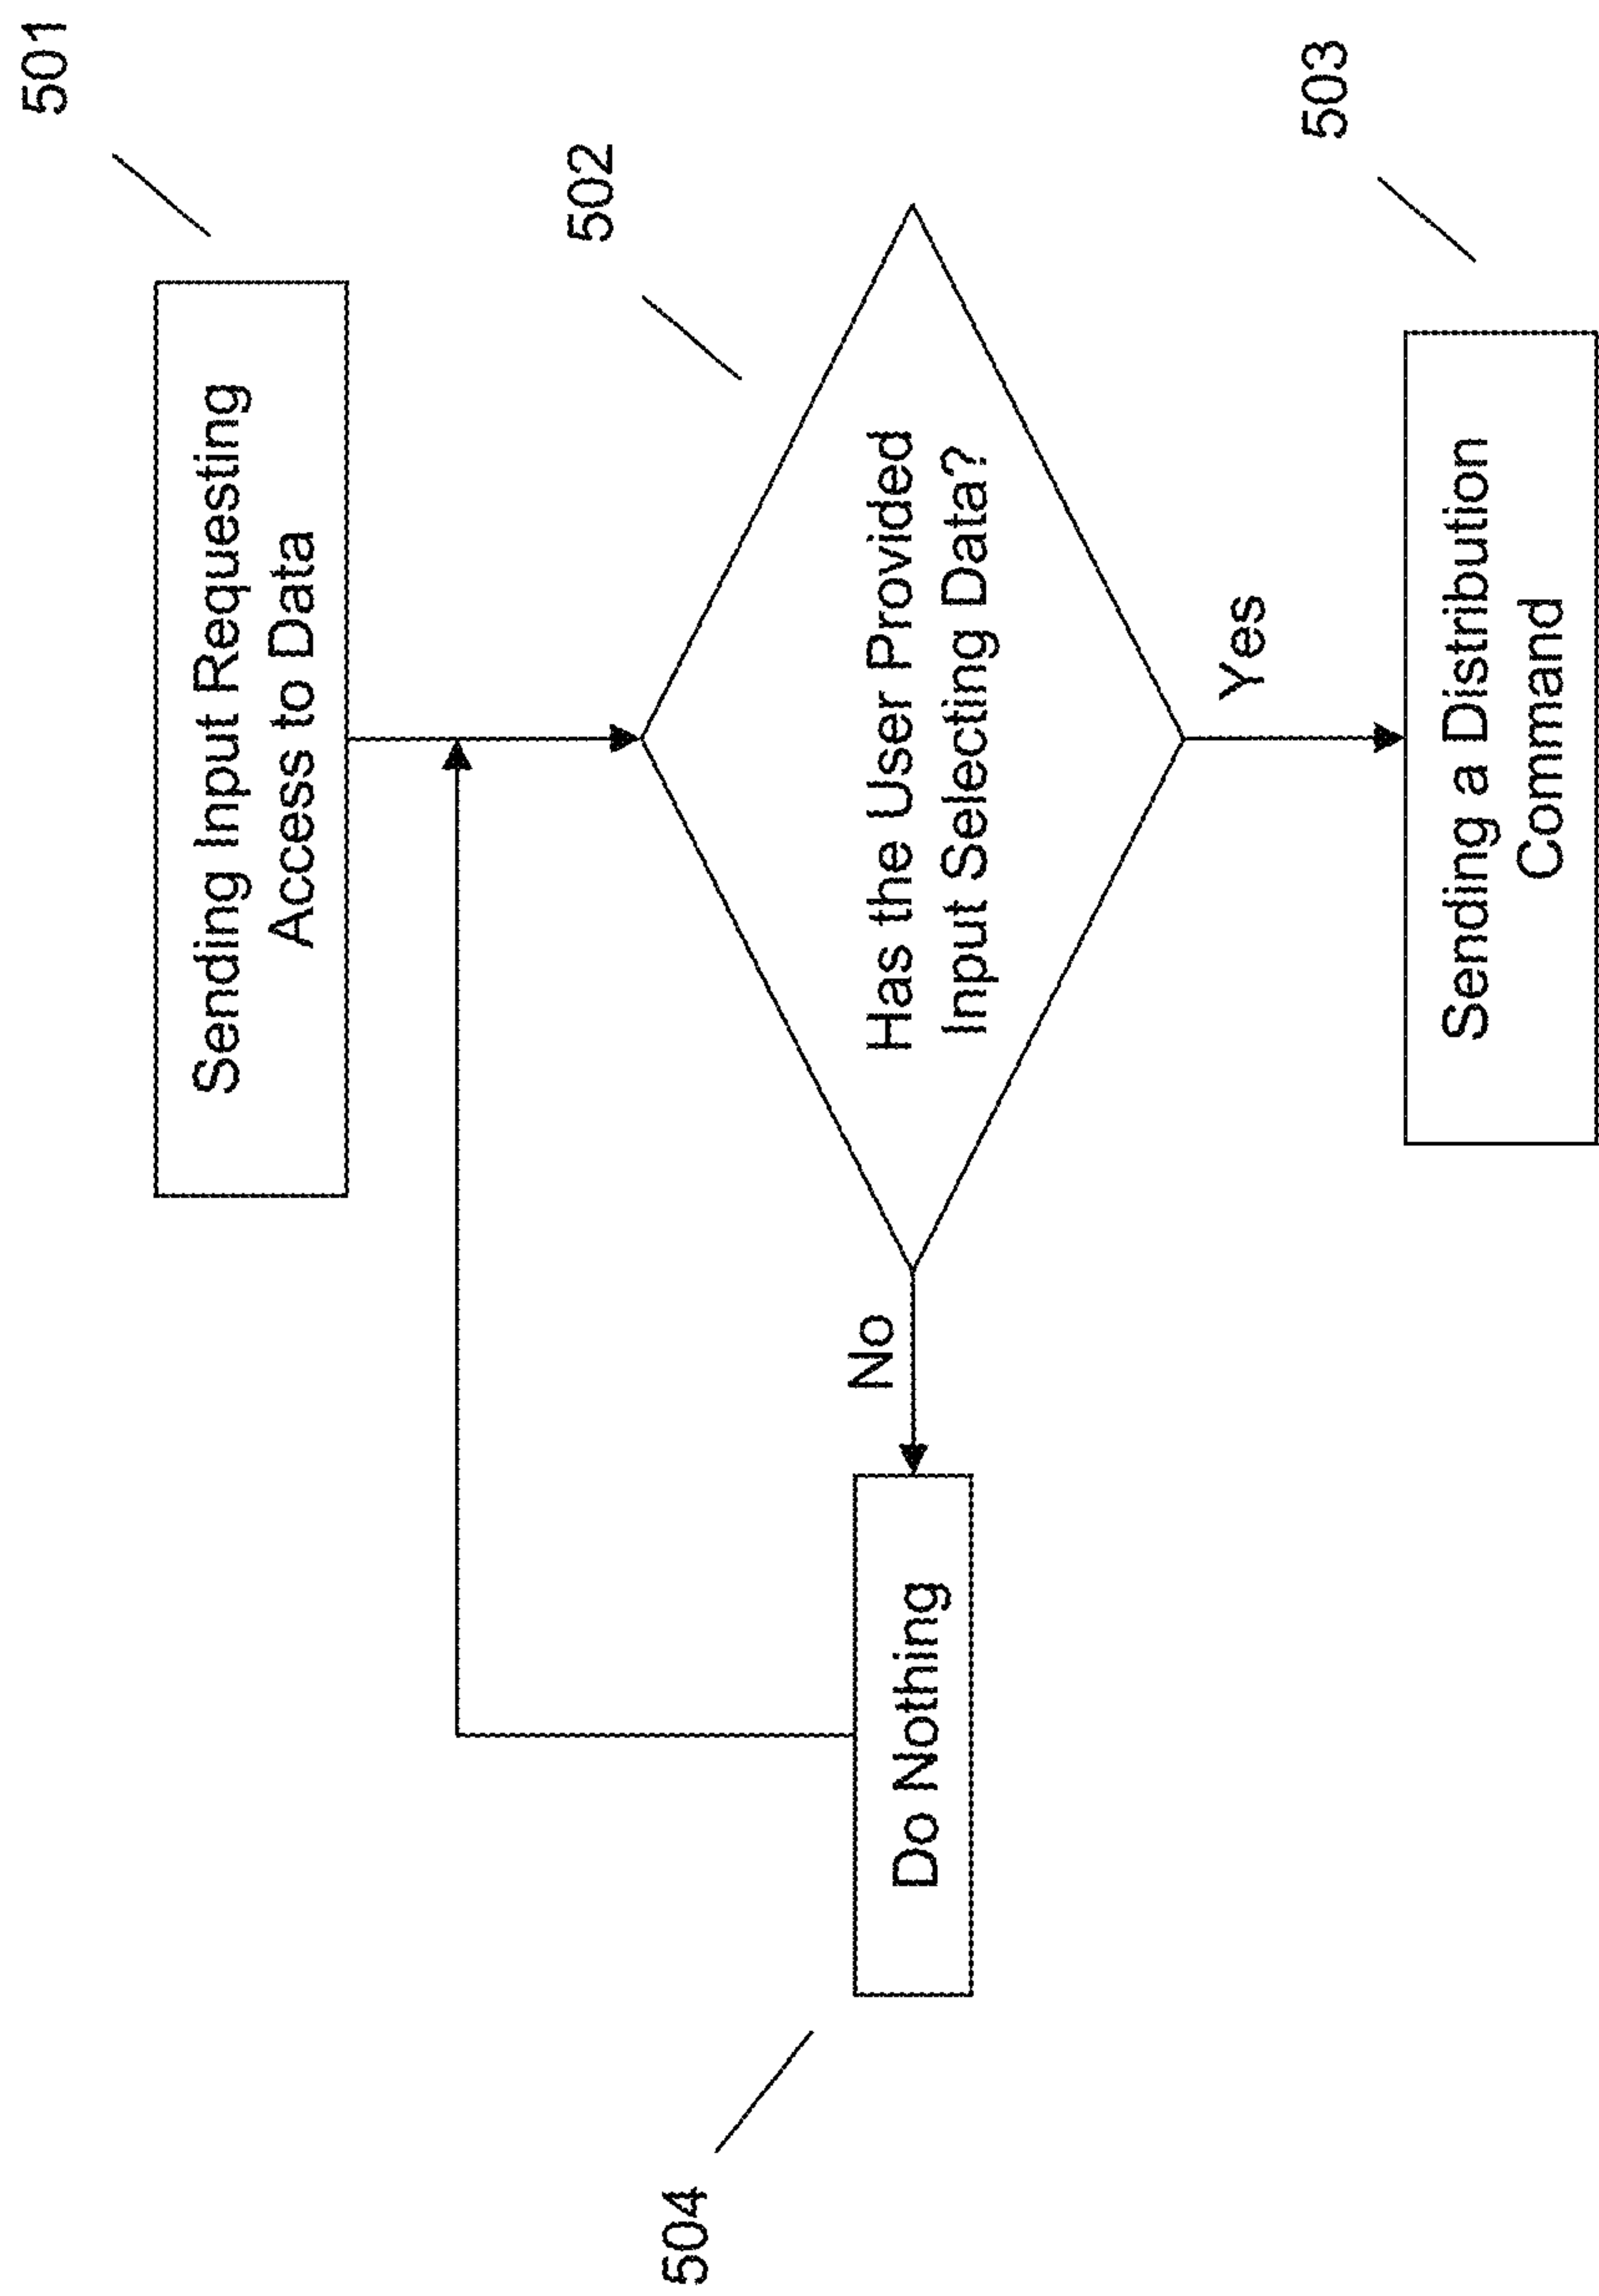 501
Sending Input Requesting
Access to Data
502
Has the User Provided
Input Selecting Data?
No
Do Nothing
504
Yes
503
Sending a Distribution
Command